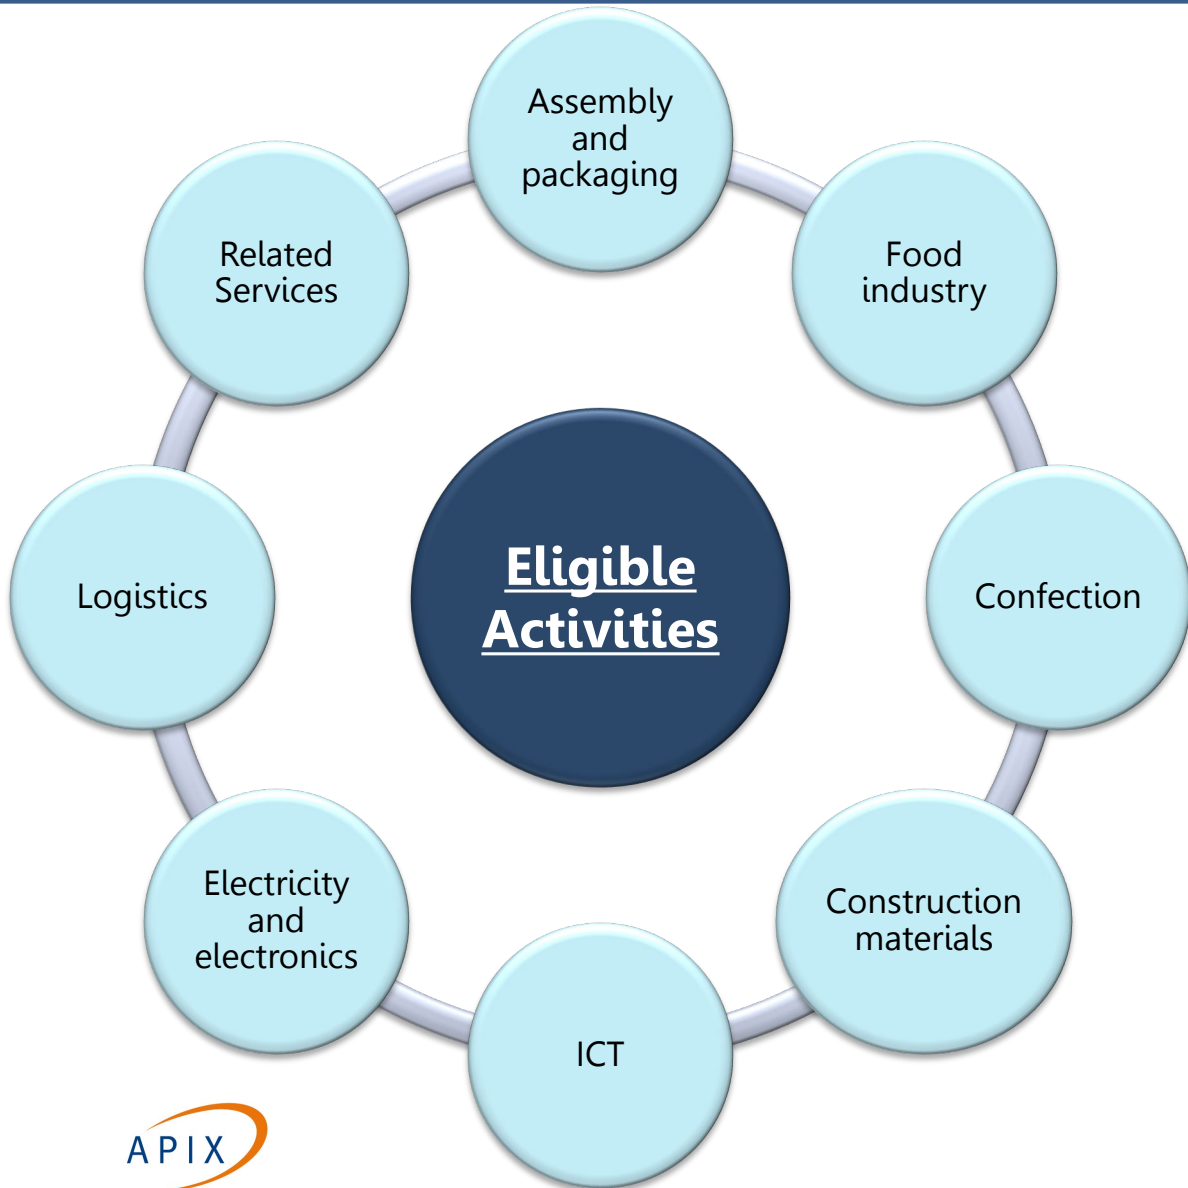 Assembly
and
packaging
Food
industry
Confection
Construction
materials
ICT
Electricity
and
electronics
Logistics
Related
Services
Eligible
Activities
APIX